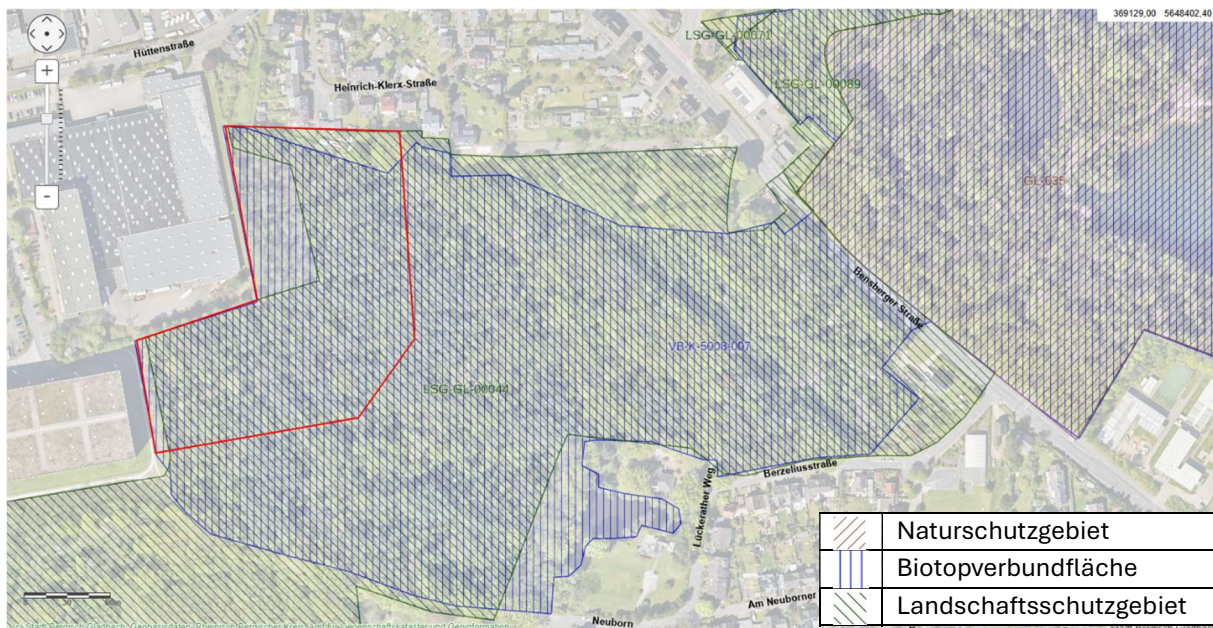 369129,00 5648402,40
Hüttenstraße
LSG-GL-00071
Heinrich-Klerx-Straße
LSG-GL-00089
GL-035
Bensberger Straße
VB-K-5008-007
LSG-GL-00044
Berzeliusstraße
Lückerather Weg
Naturschutzgebiet
Biotopverbundfläche
Am Neuborner
Landschaftsschutzgebiet
Neuborn